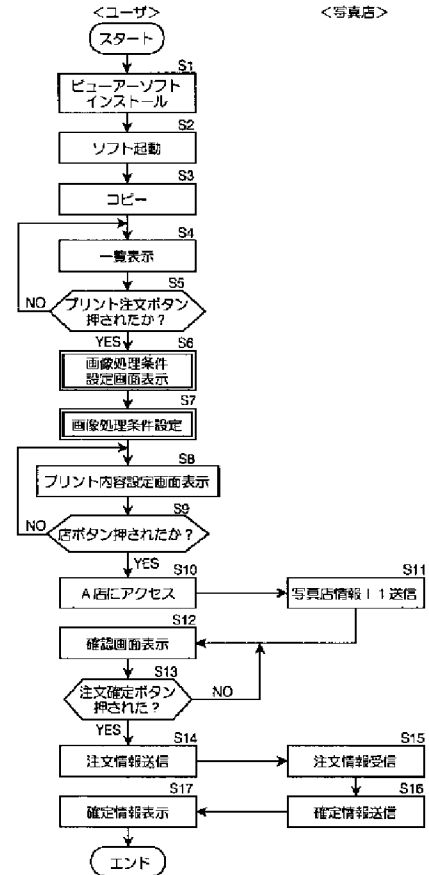 <ユーザ>
<写真店>
スタート
S1
ビューアーソフト
インストール
S2
ソフト起動
S3
コピー
S4
一覧表示
S5
プリント注文ボタン
押されたか?
NO
YES
S6
画像処理条件
設定画面表示
S7
画像処理条件設定
S8
プリント内容設定画面表示
S9
店ボタン押されたか?
NO
YES
S10
A店にアクセス
S11
写真店情報I1送信
S12
確認画面表示
S13
注文確定ボタン
押された?
NO
YES
S14
注文情報送信
S15
注文情報受信
S16
確定情報送信
S17
確定情報表示
エンド